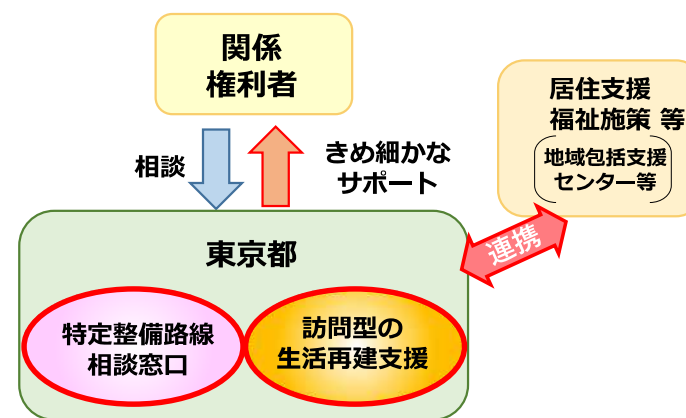 関係
権利者
居住支援
福祉施策 等
地域包括支援
センター等
相談
きめ細かな
サポート
連携
東京都
特定整備路線
相談窓口
訪問型の
生活再建支援